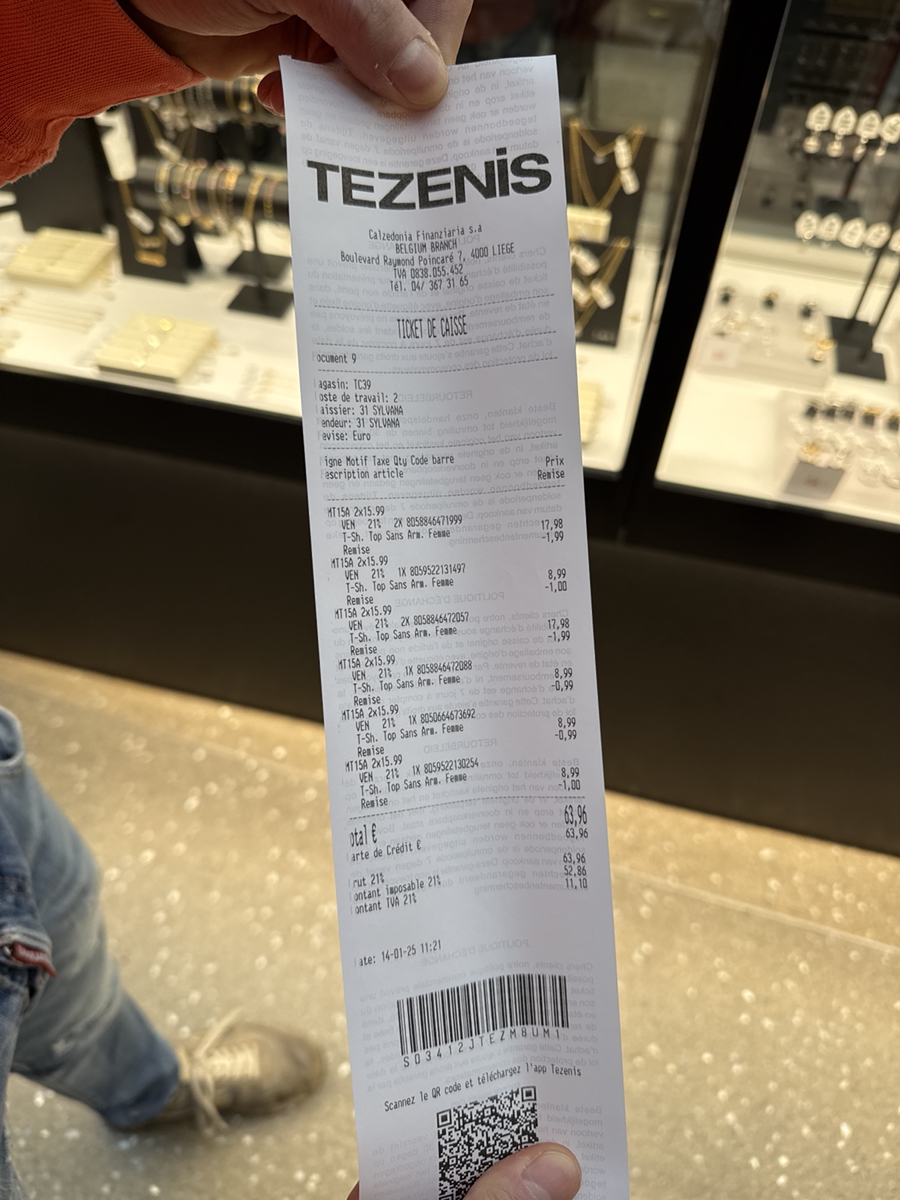 TEZENIS
Calzedonia Finanziaria s.a
BELGIUM BRANCH
Boulevard Raymond Poincaré 7, 4000 LIEGE
TVA 0838.055.452
Tél. 04/ 367 31 65
TICKET DE CAISSE
ocument 9
agasin: TC39
oste de travail: 2
aissier: 31 SYLVANA
endeur: 31 SYLVANA
evise: Euro
igne Motif Taxe Qty Code barre Prix
escription article Remise
MT15A 2x15.99
VEN 21% 2X 8058846471999 17,98
T-Sh. Top Sans Arm. Femme -1,99
Remise
MT15A 2x15.99
VEN 21% 1X 8059522131497 8,99
T-Sh. Top Sans Arm. Femme -1,00
Remise
MT15A 2x15.99
VEN 21% 2X 8058846472057 17,98
T-Sh. Top Sans Arm. Femme -1,99
Remise
MT15A 2x15.99
VEN 21% 1X 8058846472088 8,99
T-Sh. Top Sans Arm. Femme -0,99
Remise
MT15A 2x15.99
VEN 21% 1X 8050664673692 8,99
T-Sh. Top Sans Arm. Femme -0,99
Remise
MT15A 2x15.99
VEN 21% 1X 8059522130254 8,99
T-Sh. Top Sans Arm. Femme -1,00
Remise
otal € 63,96
arte de Crédit € 63,96
rut 21% 63,96
ontant imposable 21% 52,86
ontant TVA 21% 11,10
ate: 14-01-25 11:21
S03412JTEZM8UM1
Scannez le QR code et téléchargez l'app Tezenis